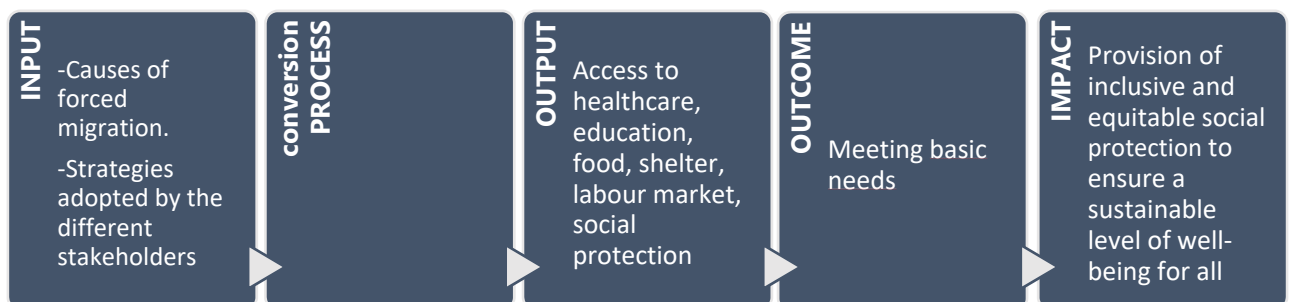 INPUT
-Causes of
forced
migration.
-Strategies
adopted by the
different
stakeholders
conversion
PROCESS
OUTPUT
Access to
healthcare,
education,
food, shelter,
labour market,
social
protection
OUTCOME
Meeting basic
needs
IMPACT
Provision of
inclusive and
equitable social
protection to
ensure a
sustainable
level of well-
being for all